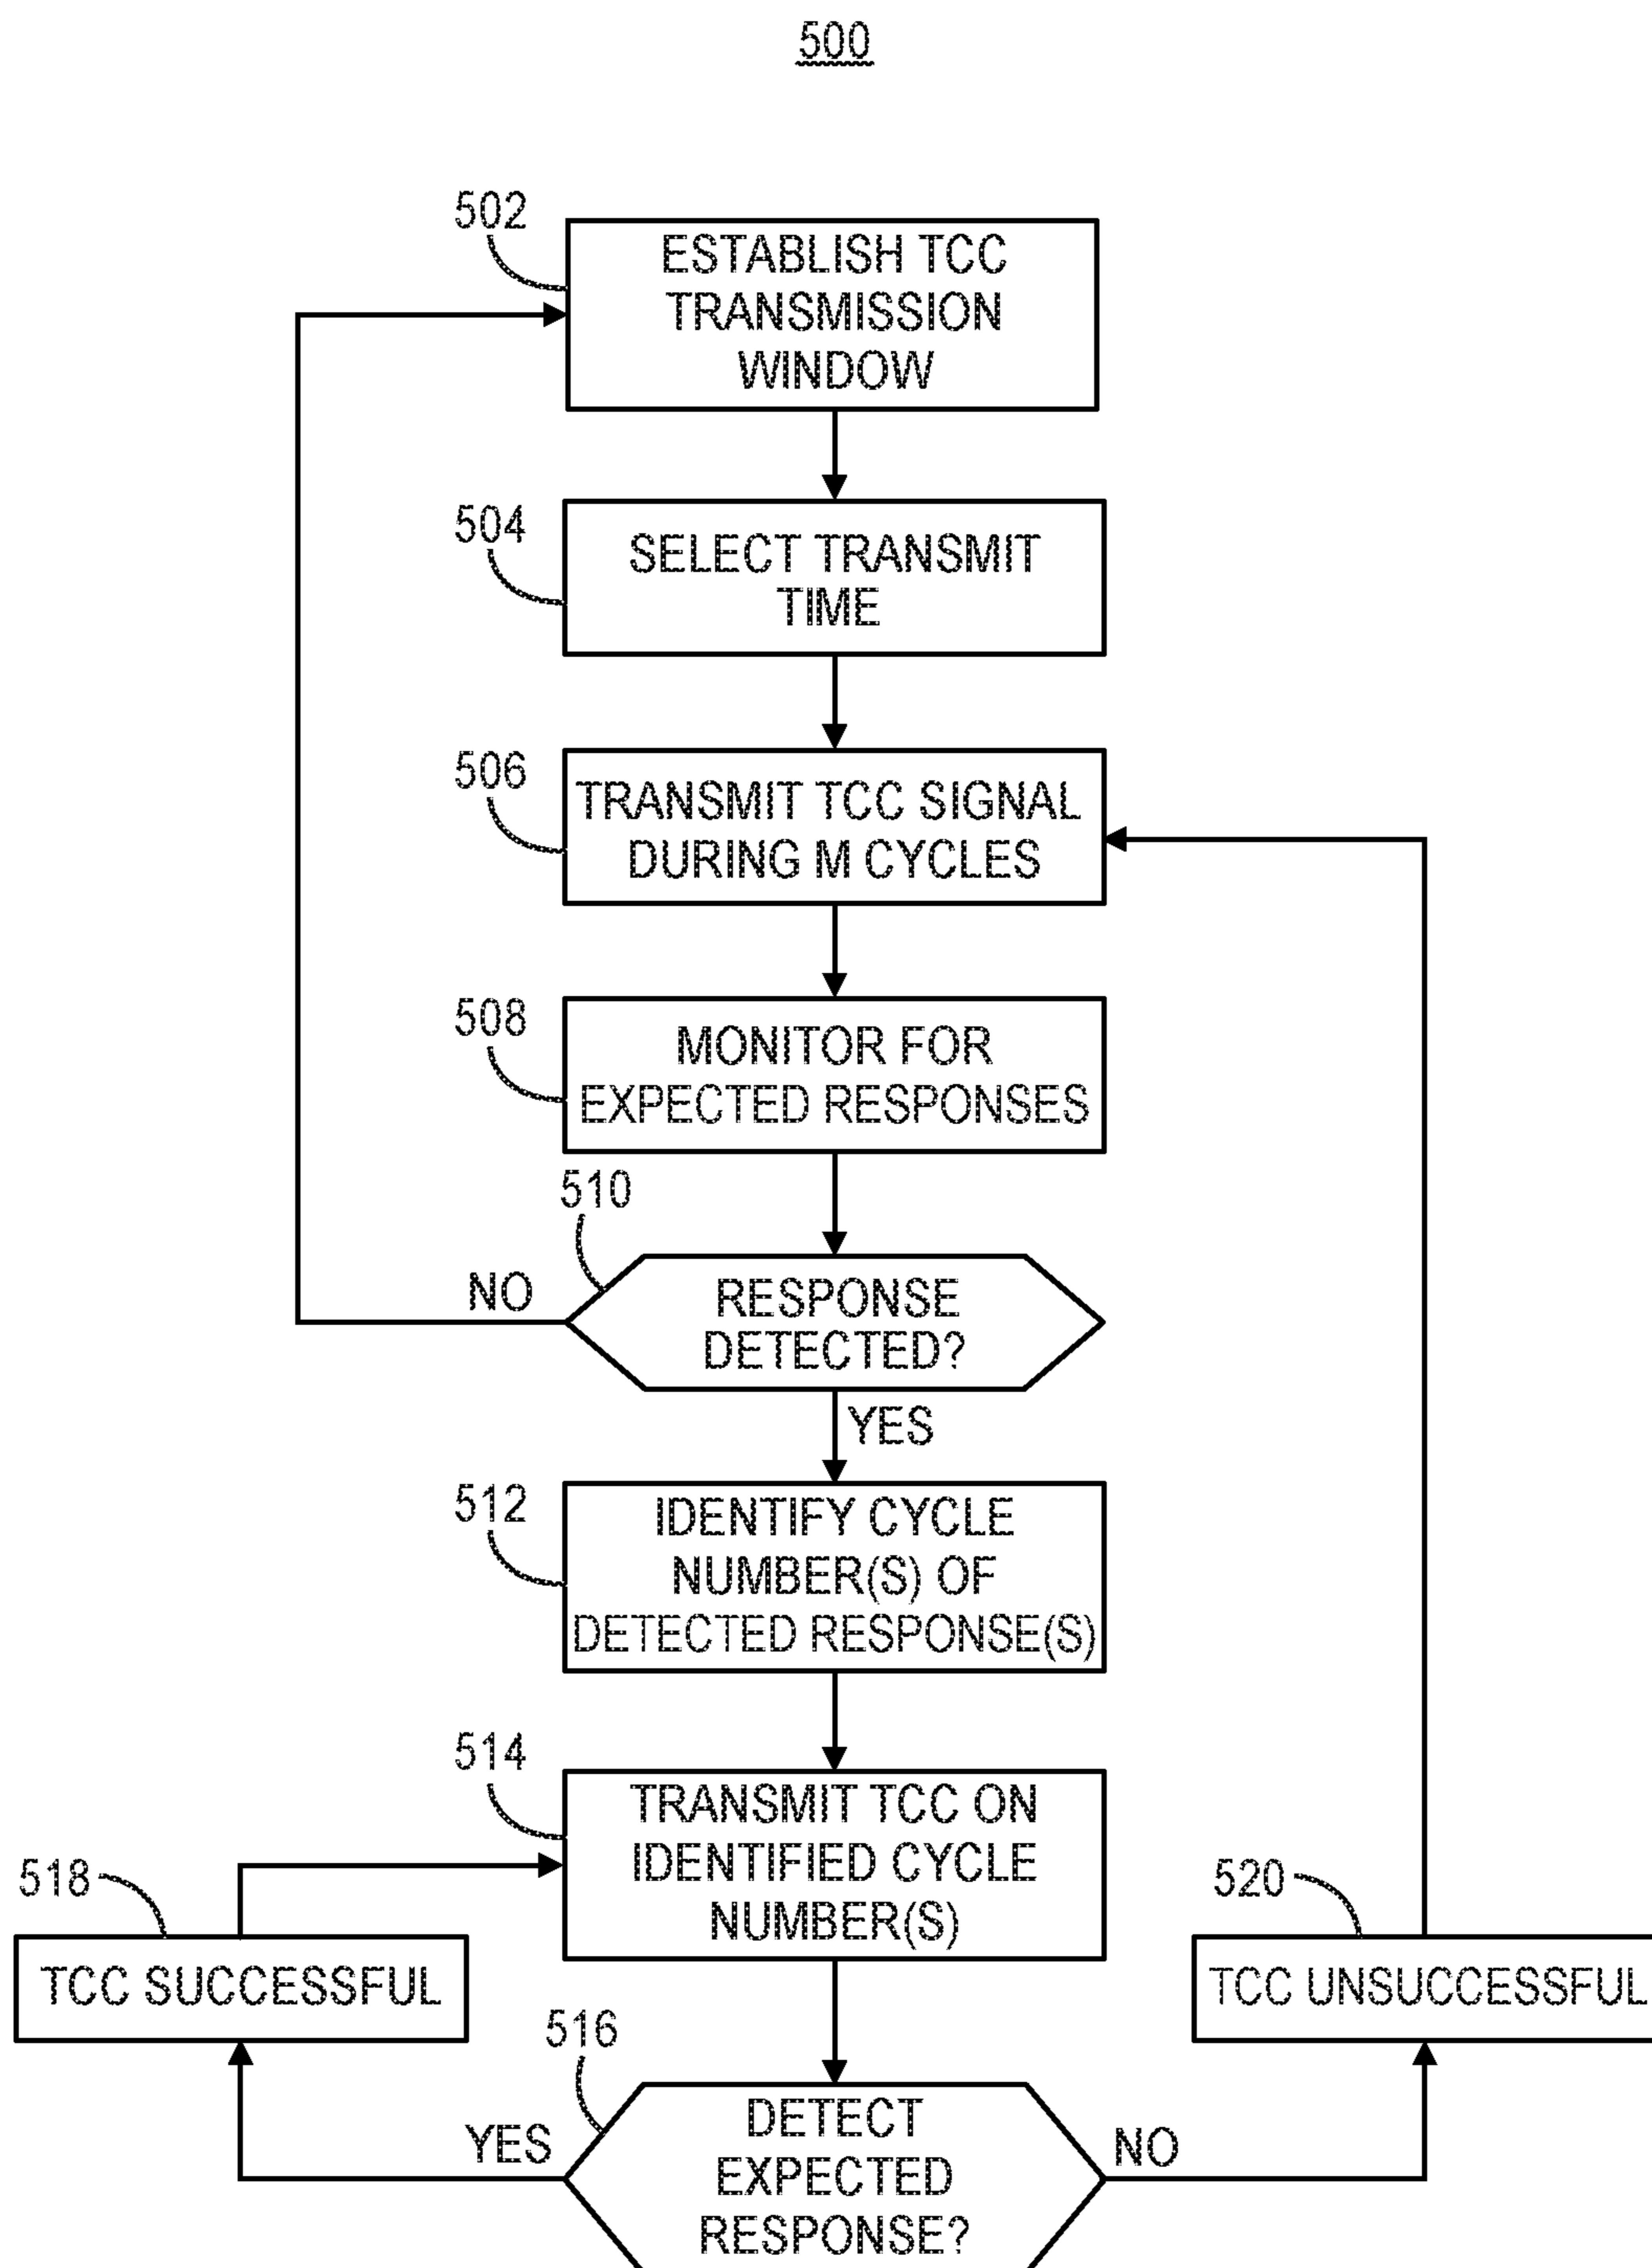 500
502
ESTABLISH TCC
TRANSMISSION
WINDOW
504
SELECT TRANSMIT
TIME
506
TRANSMIT TCC SIGNAL
DURING M CYCLES
508
MONITOR FOR
EXPECTED RESPONSES
510
NO
RESPONSE
DETECTED?
YES
512
IDENTIFY CYCLE
NUMBER(S) OF
DETECTED RESPONSE(S)
514
TRANSMIT TCC ON
IDENTIFIED CYCLE
NUMBER(S)
518
TCC SUCCESSFUL
520
TCC UNSUCCESSFUL
516
YES
DETECT
EXPECTED
RESPONSE?
NO